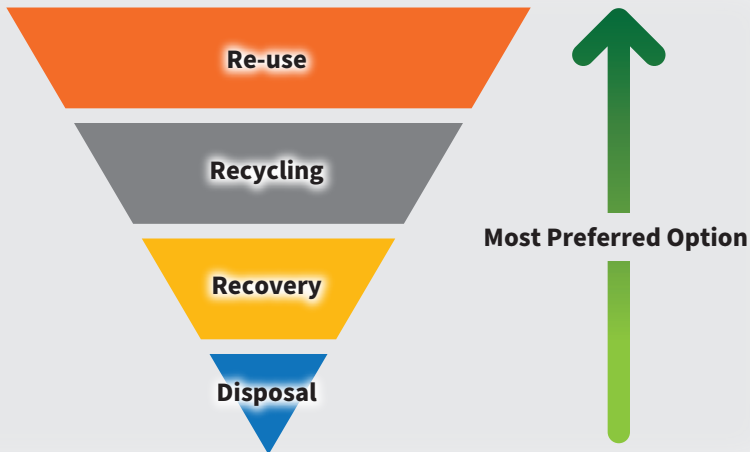 Re-use
Recycling
Most Preferred Option
Recovery
Disposal